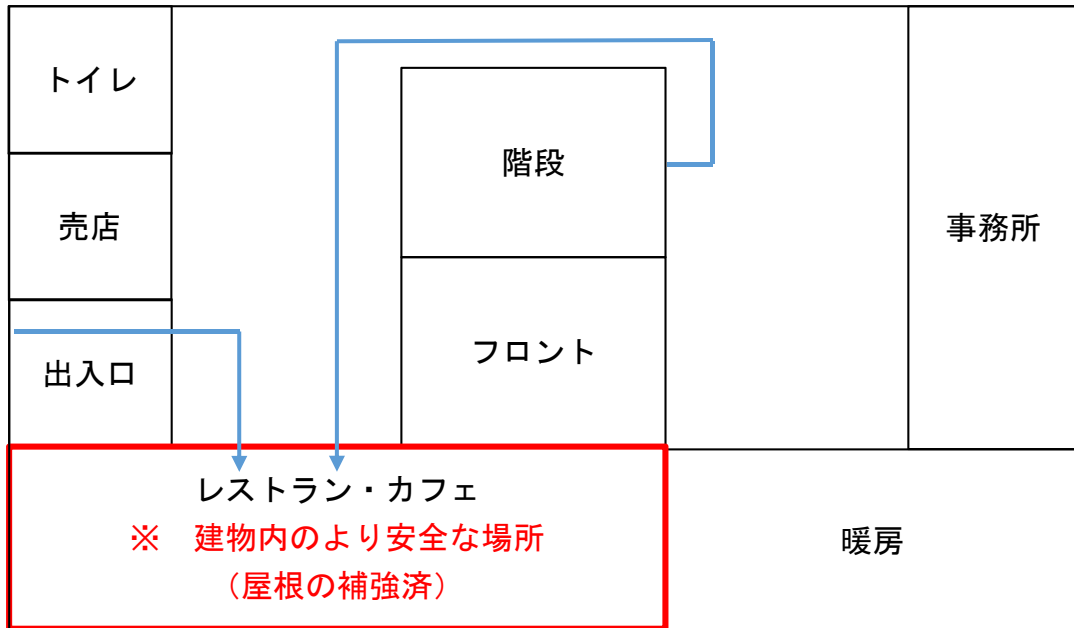 トイレ
階段
売店
事務所
フロント
出入口
レストラン・カフェ
※　建物内のより安全な場所
（屋根の補強済）
暖房